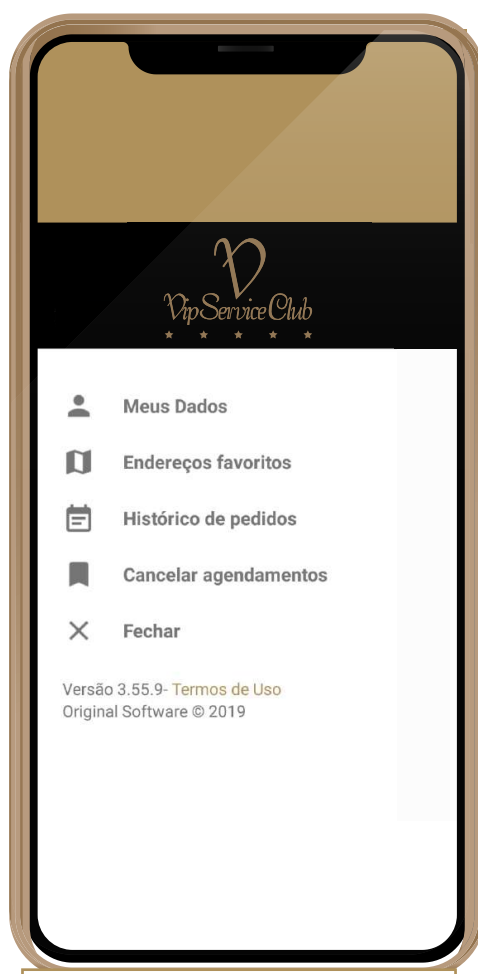 V
VipServiceClub
Meus Dados
Endereços favoritos
Histórico de pedidos
Cancelar agendamentos
Fechar
Versão 3.55.9- Termos de Uso
Original Software © 2019